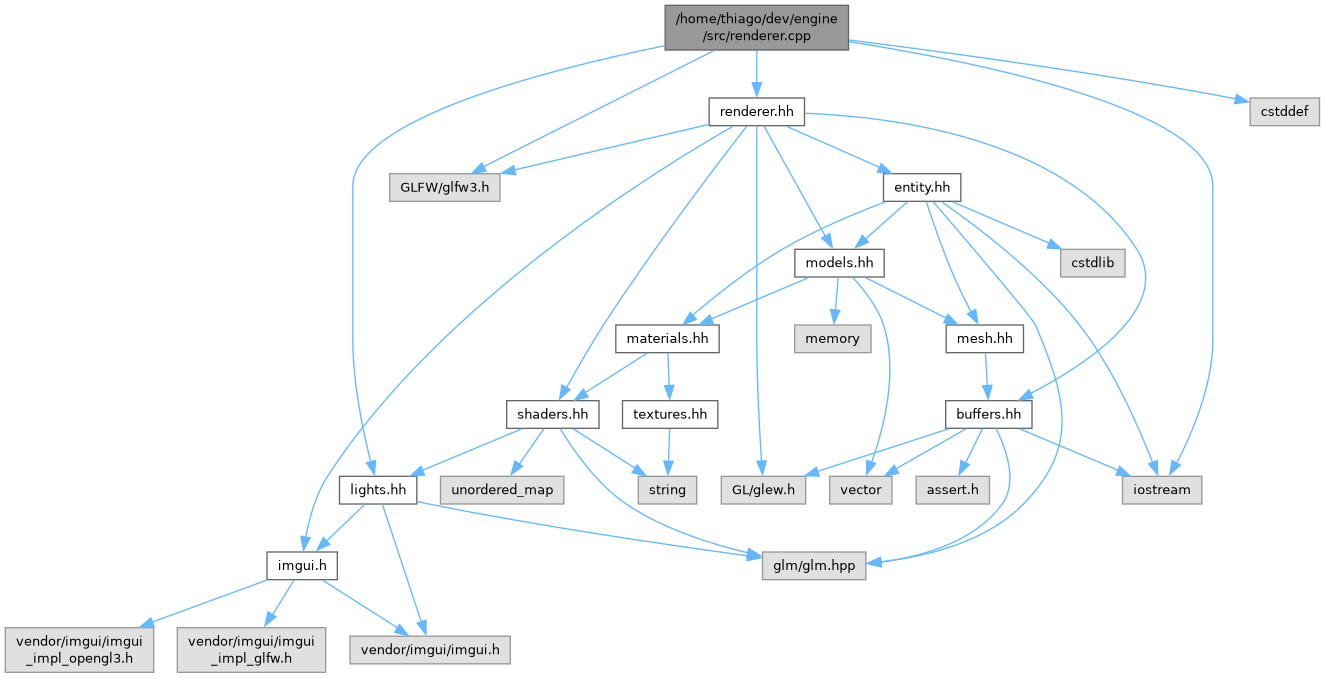 /home/thiago/dev/engine
/src/renderer.cpp
renderer.hh
cstddef
GLFW/glfw3.h
entity.hh
models.hh
cstdlib
materials.hh
memory
mesh.hh
shaders.hh
textures.hh
buffers.hh
lights.hh
unordered_map
string
GL/glew.h
vector
assert.h
iostream
imgui.h
glm/glm.hpp
vendor/imgui/imgui
_impl_opengl3.h
vendor/imgui/imgui
_impl_glfw.h
vendor/imgui/imgui.h